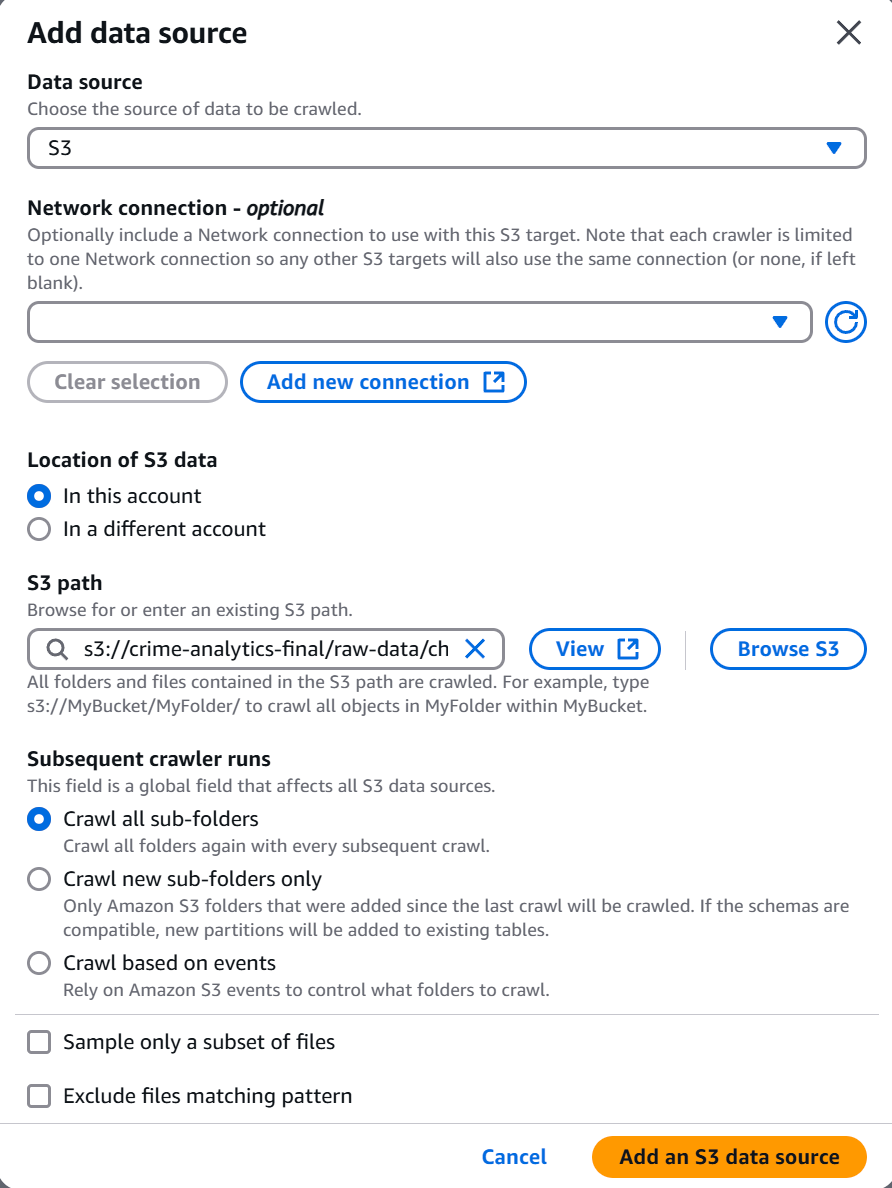 Add data source
Data source
Choose the source of data to be crawled.
S3
Network connection - optional
Optionally include a Network connection to use with this S3 target. Note that each crawler is limited
to one Network connection so any other S3 targets will also use the same connection (or none, if left
blank).
Clear selection
Add new connection
Location of S3 data
In this account
In a different account
S3 path
Browse for or enter an existing S3 path.
s3://crime-analytics-final/raw-data/ch
View
Browse S3
All folders and files contained in the S3 path are crawled. For example, type
s3://MyBucket/MyFolder/ to crawl all objects in MyFolder within MyBucket.
Subsequent crawler runs
This field is a global field that affects all S3 data sources.
Crawl all sub-folders
Crawl all folders again with every subsequent crawl.
Crawl new sub-folders only
Only Amazon S3 folders that were added since the last crawl will be crawled. If the schemas are
compatible, new partitions will be added to existing tables.
Crawl based on events
Rely on Amazon S3 events to control what folders to crawl.
Sample only a subset of files
Exclude files matching pattern
Cancel
Add an S3 data source